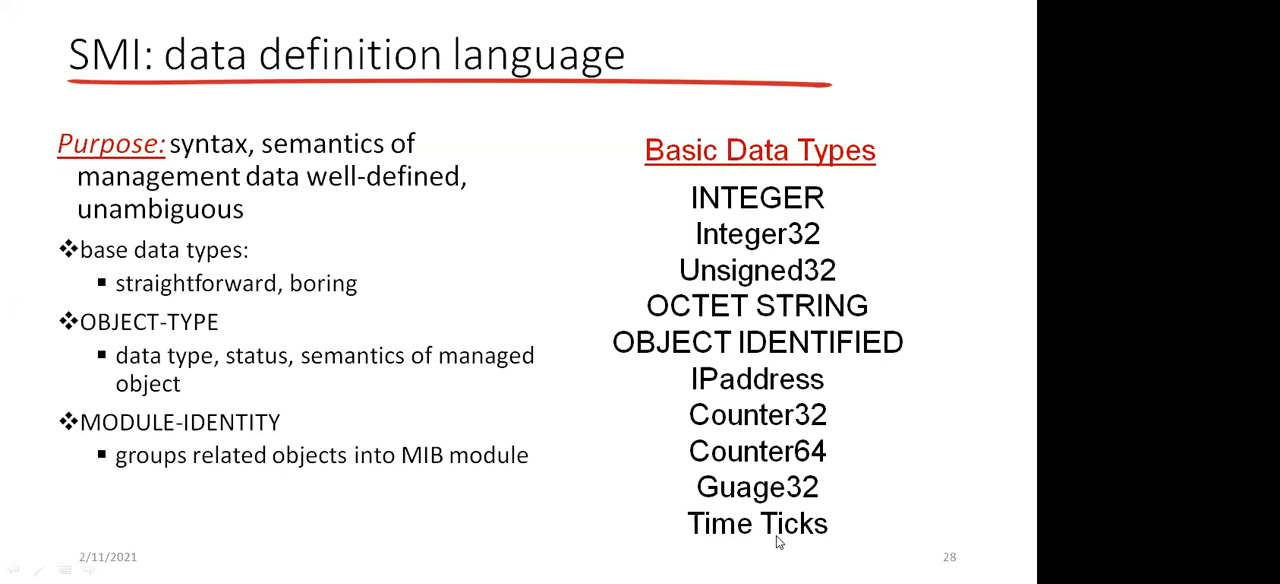 SMI: data definition language
Purpose: syntax, semantics of
management data well-defined,
unambiguous
❖base data types:
▪ straightforward, boring
❖OBJECT-TYPE
▪ data type, status, semantics of managed
object
❖MODULE-IDENTITY
▪ groups related objects into MIB module
Basic Data Types
INTEGER
Integer32
Unsigned32
OCTET STRING
OBJECT IDENTIFIED
IPaddress
Counter32
Counter64
Guage32
Time Ticks
2/11/2021
28